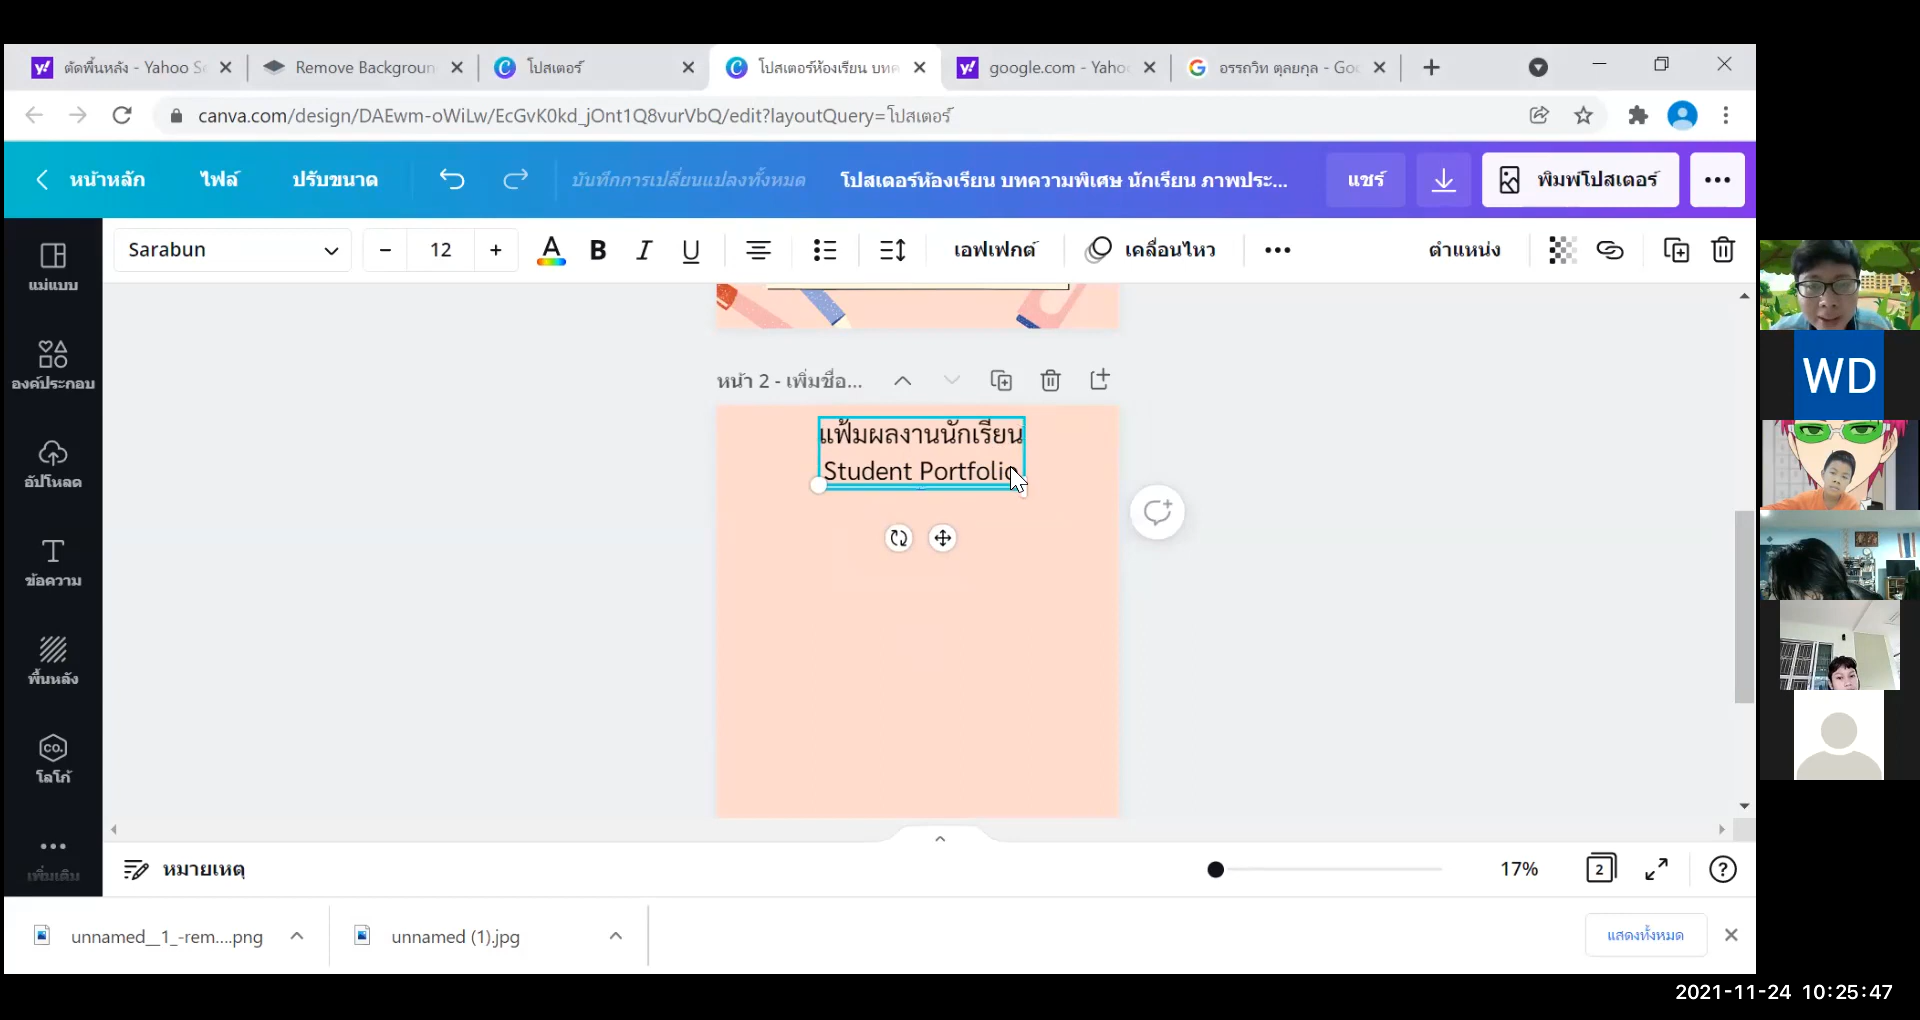 ตัดพื้นหลัง - Yahoo Se
Remove Backgroun
โปสเตอร์
โปสเตอร์ห้องเรียน บทค
google.com - Yaho
อรรถวิท ตุลยกุล - Goo
canva.com/design/DAEwm-oWiLw/EcGvK0kd_jOnt1Q8vurVbQ/edit?layoutQuery=โปสเตอร์
หน้าหลัก
ไฟล์
ปรับขนาด
บันทึกการเปลี่ยนแปลงทั้งหมด
โปสเตอร์ห้องเรียน บทความพิเศษ นักเรียน ภาพประ...
แชร์
พิมพ์โปสเตอร์
Sarabun
12
เอฟเฟกต์
เคลื่อนไหว
ตำแหน่ง
แม่แบบ
องค์ประกอบ
อัปโหลด
ข้อความ
พื้นหลัง
โลโก้
เพิ่มเติม
หน้า 2 - เพิ่มชื่อ...
แฟ้มผลงานนักเรียน
Student Portfolio
WD
หมายเหตุ
17%
2
unnamed__1_-rem....png
unnamed (1).jpg
แสดงทั้งหมด
2021-11-24 10:25:47